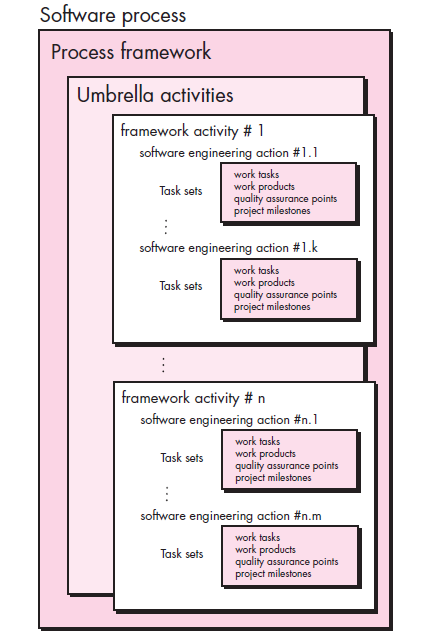 Software process
Process framework
Umbrella activities
framework activity # 1
software engineering action #1.1
Task sets
work tasks
work products
quality assurance points
project milestones
software engineering action #1.k
Task sets
work tasks
work products
quality assurance points
project milestones
framework activity # n
software engineering action #n.1
Task sets
work tasks
work products
quality assurance points
project milestones
software engineering action #n.m
Task sets
work tasks
work products
quality assurance points
project milestones